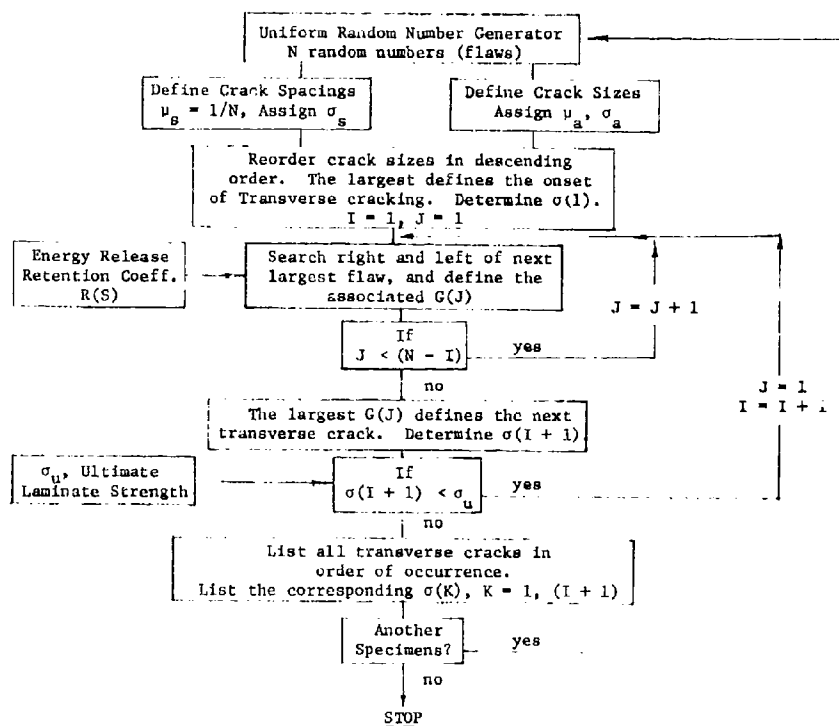 Uniform Random Number Generator
N random numbers (flaws)
Define Crack Spacings
μs = 1/N, Assign σs
Define Crack Sizes
Assign μa, σa
Reorder crack sizes in descending
order. The largest defines the onset
of Transverse cracking. Determine σ(1).
I = 1, J = 1
Energy Release
Retention Coeff.
R(S)
Search right and left of next
largest flaw, and define the
associated G(J)
J = J + 1
If
J < (N - I)
yes
no
J = 1
I = I + 1
The largest G(J) defines the next
transverse crack. Determine σ(I + 1)
σu, Ultimate
Laminate Strength
If
σ(I + 1) < σu
yes
no
List all transverse cracks in
order of occurrence.
List the corresponding σ(K), K = 1, (I + 1)
Another
Specimens?
yes
no
STOP